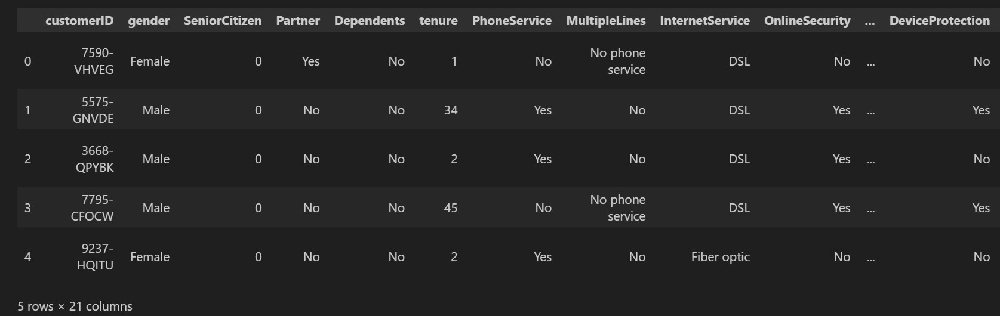 customerID gender SeniorCitizen Partner Dependents tenure PhoneService MultipleLines InternetService OnlineSecurity ... DeviceProtection
0 7590-VHVEG Female 0 Yes No 1 No No phone service DSL No ... No
1 5575-GNVDE Male 0 No No 34 Yes No DSL Yes ... Yes
2 3668-QPYBK Male 0 No No 2 Yes No DSL Yes ... No
3 7795-CFOCW Male 0 No No 45 No No phone service DSL Yes ... Yes
4 9237-HQITU Female 0 No No 2 Yes No Fiber optic No ... No
5 rows × 21 columns